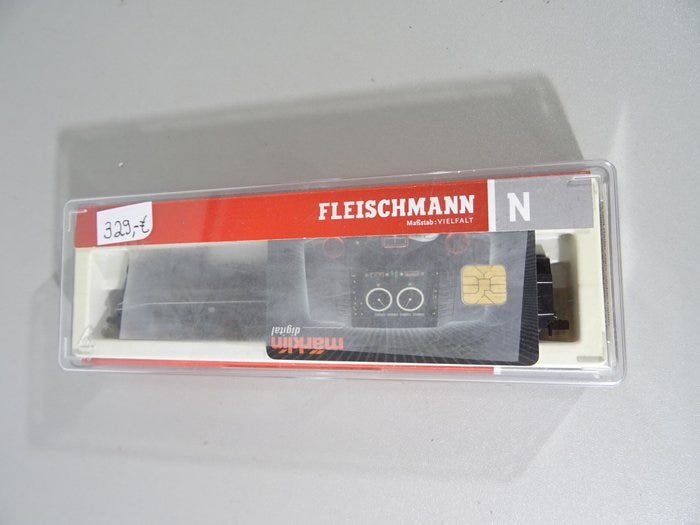 329,-€
FLEISCHMANN
Maßstab:VIELFALT
N
märklin
digital